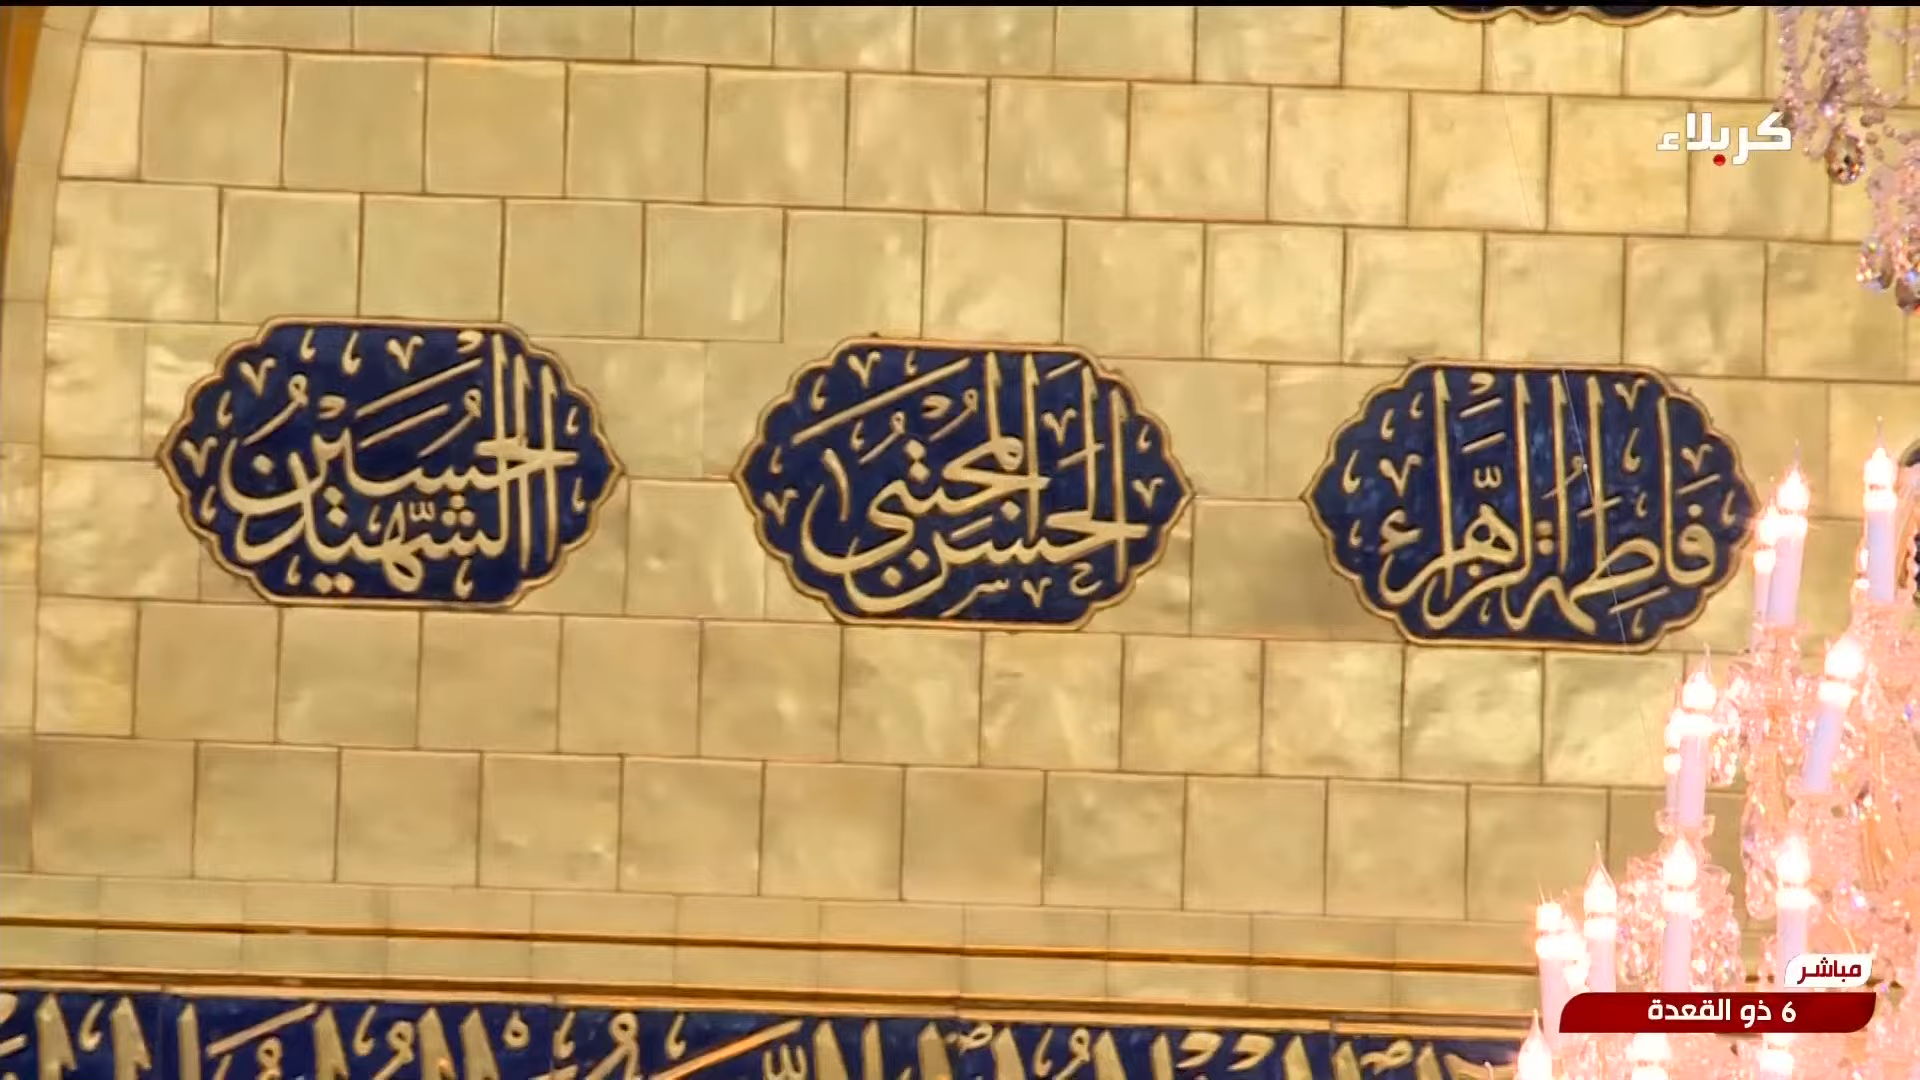 كربلاء
فاطمة الزهراء
الحسن المجتبى
الحسين الشهيد
مباشر
6 ذو القعدة